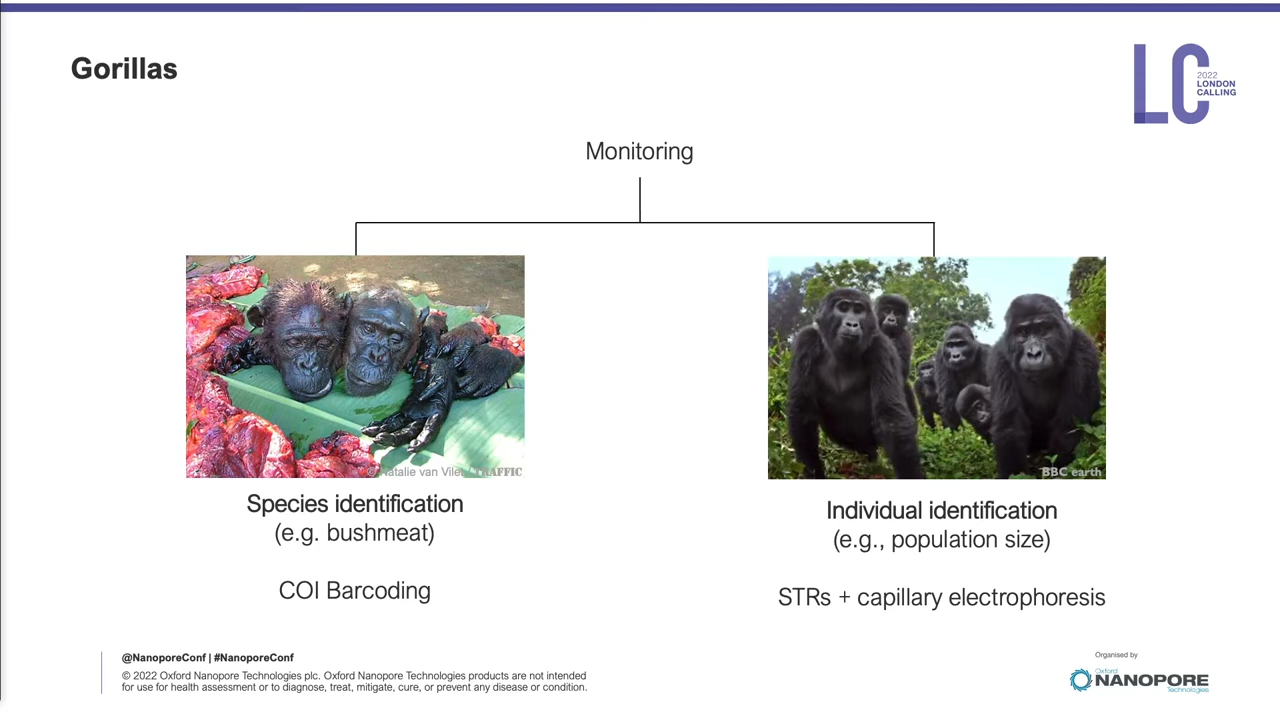 Gorillas
LC
2022
LONDON
CALLING
Monitoring
© Natalie van Vliet / TRAFFIC
BBC earth
Species identification
(e.g. bushmeat)
COI Barcoding
Individual identification
(e.g., population size)
STRs + capillary electrophoresis
@NanoporeConf | #NanoporeConf
© 2022 Oxford Nanopore Technologies plc. Oxford Nanopore Technologies products are not intended
for use for health assessment or to diagnose, treat, mitigate, cure, or prevent any disease or condition.
Organised by
Oxford
NANOPORE
Technologies